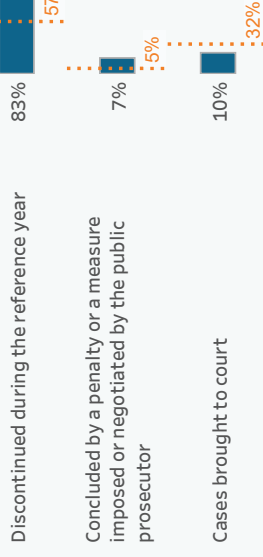 Discontinued during the reference year
83%
57
Concluded by a penalty or a measure
imposed or negotiated by the public
prosecutor
7%
5%
Cases brought to court
10%
32%